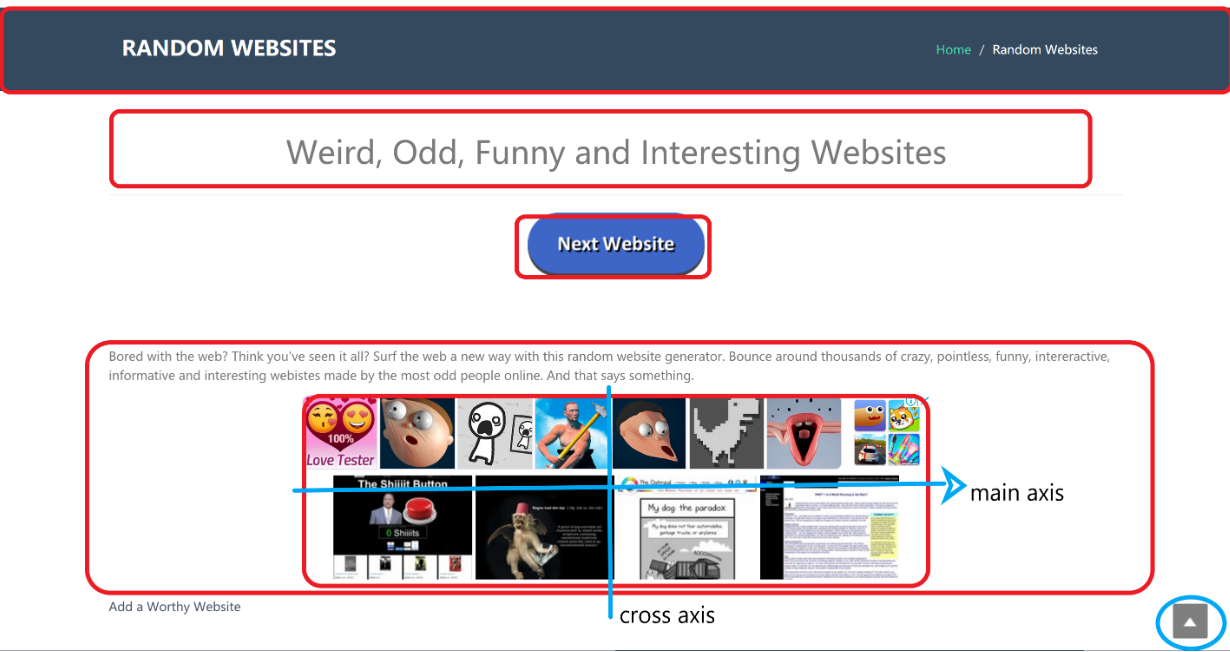 RANDOM WEBSITES
Home / Random Websites
Weird, Odd, Funny and Interesting Websites
Next Website
Bored with the web? Think you've seen it all? Surf the web a new way with this random website generator. Bounce around thousands of crazy, pointless, funny, intereractive,
informative and interesting webistes made by the most odd people online. And that says something.
100%
Love Tester
The Shiiiit Button
0 Shiiits
The Oatmeal
My dog: the paradox
My dog does not fear automobiles,
garbage trucks, or airplanes.
main axis
Add a Worthy Website
cross axis